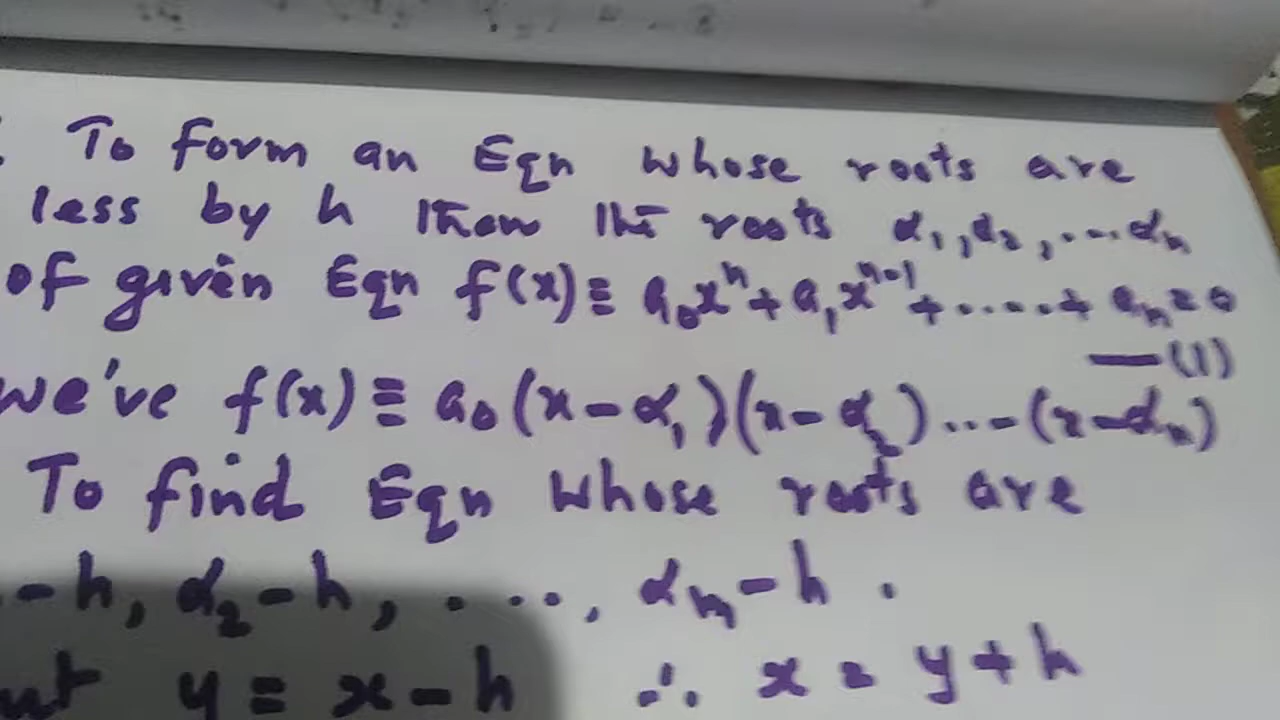 To form an Eqn whose roots are
less by h than the roots α₁, α₂, .... αₙ
of given Eqn f(x) ≡ a₀xⁿ + a₁xⁿ⁻¹ + ..... + aₙ = 0
—(1)
we've f(x) ≡ a₀(x-α₁)(x-α₂)...-(x-αₙ)
To find Eqn whose roots are
-h, α₂-h, . ..., αₙ-h .
y = x-h ∴ x = y+h